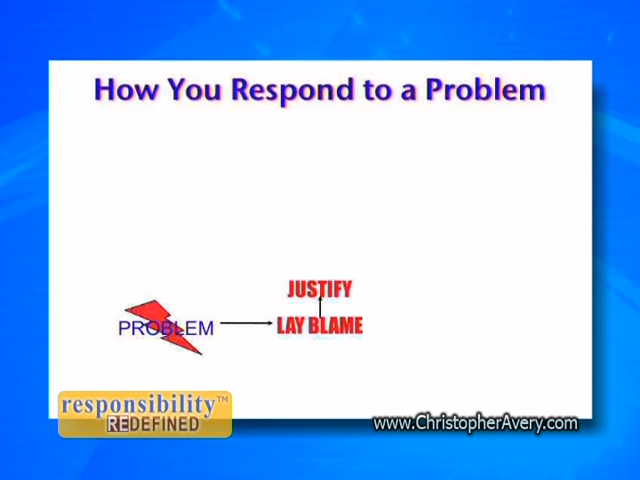 How You Respond to a Problem
JUSTIFY
PROBLEM
LAY BLAME
responsibility™
REDEFINED
www.ChristopherAvery.com